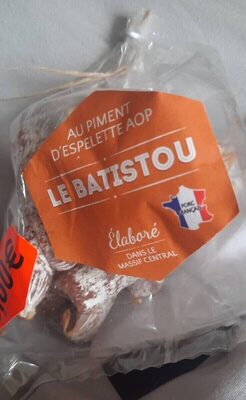 AU PIMENT
D'ESPELETTE AOP
LE BATISTOU
PORC
FRANÇAIS
Élaboré
DANS LE
MASSIF CENTRAL